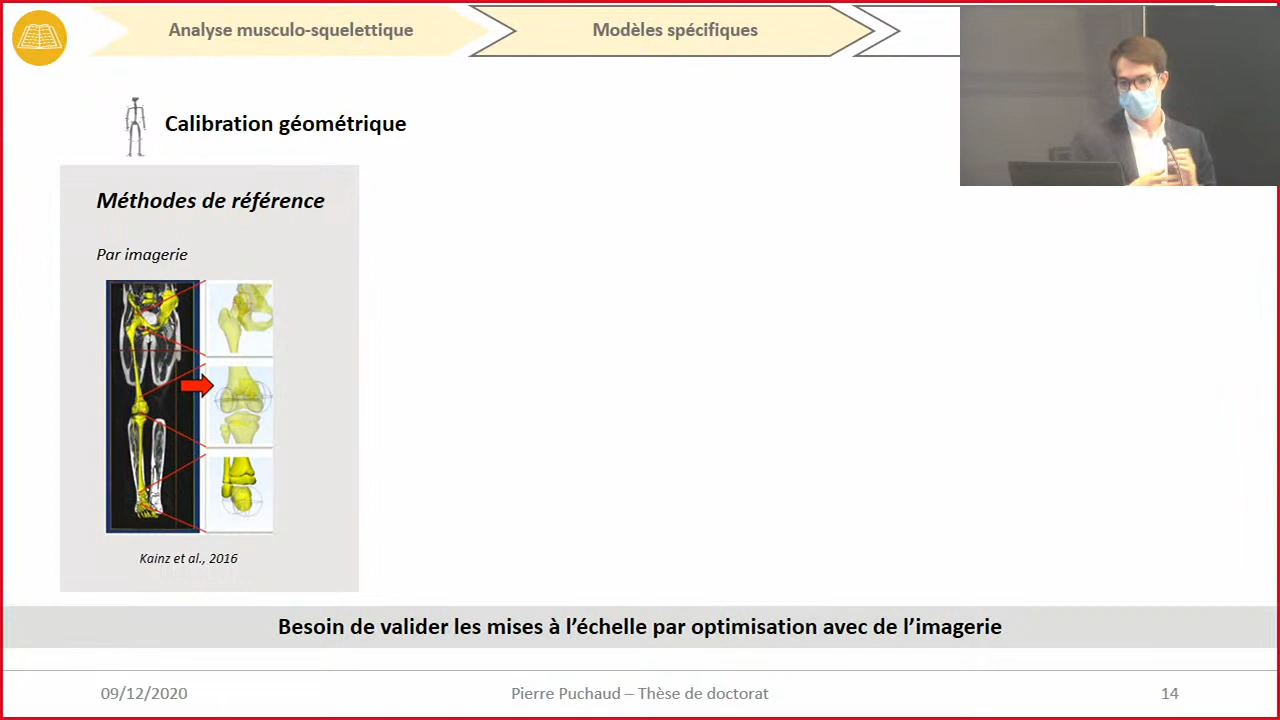 Analyse musculo-squelettique
Modèles spécifiques
Calibration géométrique
Méthodes de référence
Par imagerie
Kainz et al., 2016
Besoin de valider les mises à l'échelle par optimisation avec de l'imagerie
09/12/2020
Pierre Puchaud – Thèse de doctorat
14